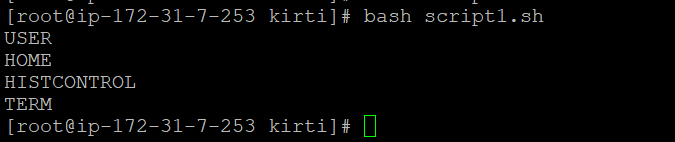 [root@ip-172-31-7-253 kirti]# bash script1.sh
USER
HOME
HISTCONTROL
TERM
[root@ip-172-31-7-253 kirti]#